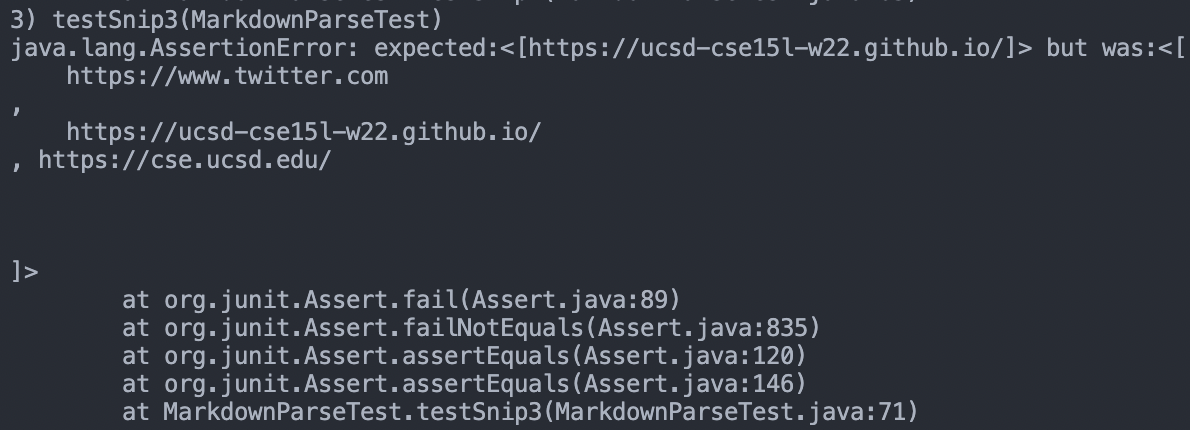 3) testSnip3(MarkdownParseTest)
java.lang.AssertionError: expected:<[https://ucsd-cse15l-w22.github.io/]> but was:<[
    https://www.twitter.com
,
    https://ucsd-cse15l-w22.github.io/
, https://cse.ucsd.edu/
]>
        at org.junit.Assert.fail(Assert.java:89)
        at org.junit.Assert.failNotEquals(Assert.java:835)
        at org.junit.Assert.assertEquals(Assert.java:120)
        at org.junit.Assert.assertEquals(Assert.java:146)
        at MarkdownParseTest.testSnip3(MarkdownParseTest.java:71)